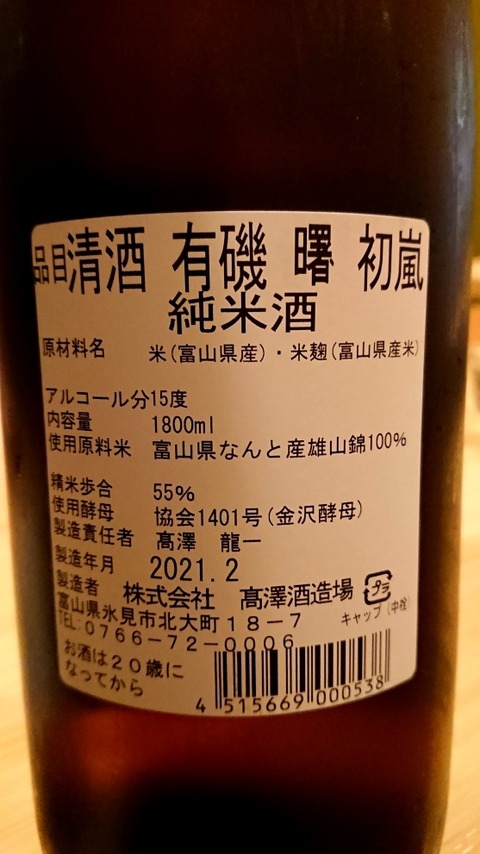 品目清酒 有磯 曙 初嵐
純米酒
原材料名 米(富山県産)・米麹(富山県産米)
アルコール分15度
内容量 1800ml
使用原料米 富山県なんと産雄山錦100%
精米歩合 55%
使用酵母 協会1401号(金沢酵母)
製造責任者 髙澤 龍一
製造年月 2021.2
製造者 株式会社 髙澤酒造場
富山県氷見市北大町18-7
TEL:0766-72-0006
プラ
キャップ(中栓)
お酒は20歳に
なってから
4 515669 000538